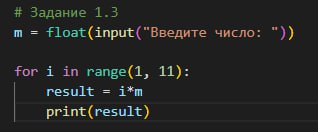 # Задание 1.3
m = float(input("Введите число: "))
for i in range(1, 11):
    result = i*m
    print(result)